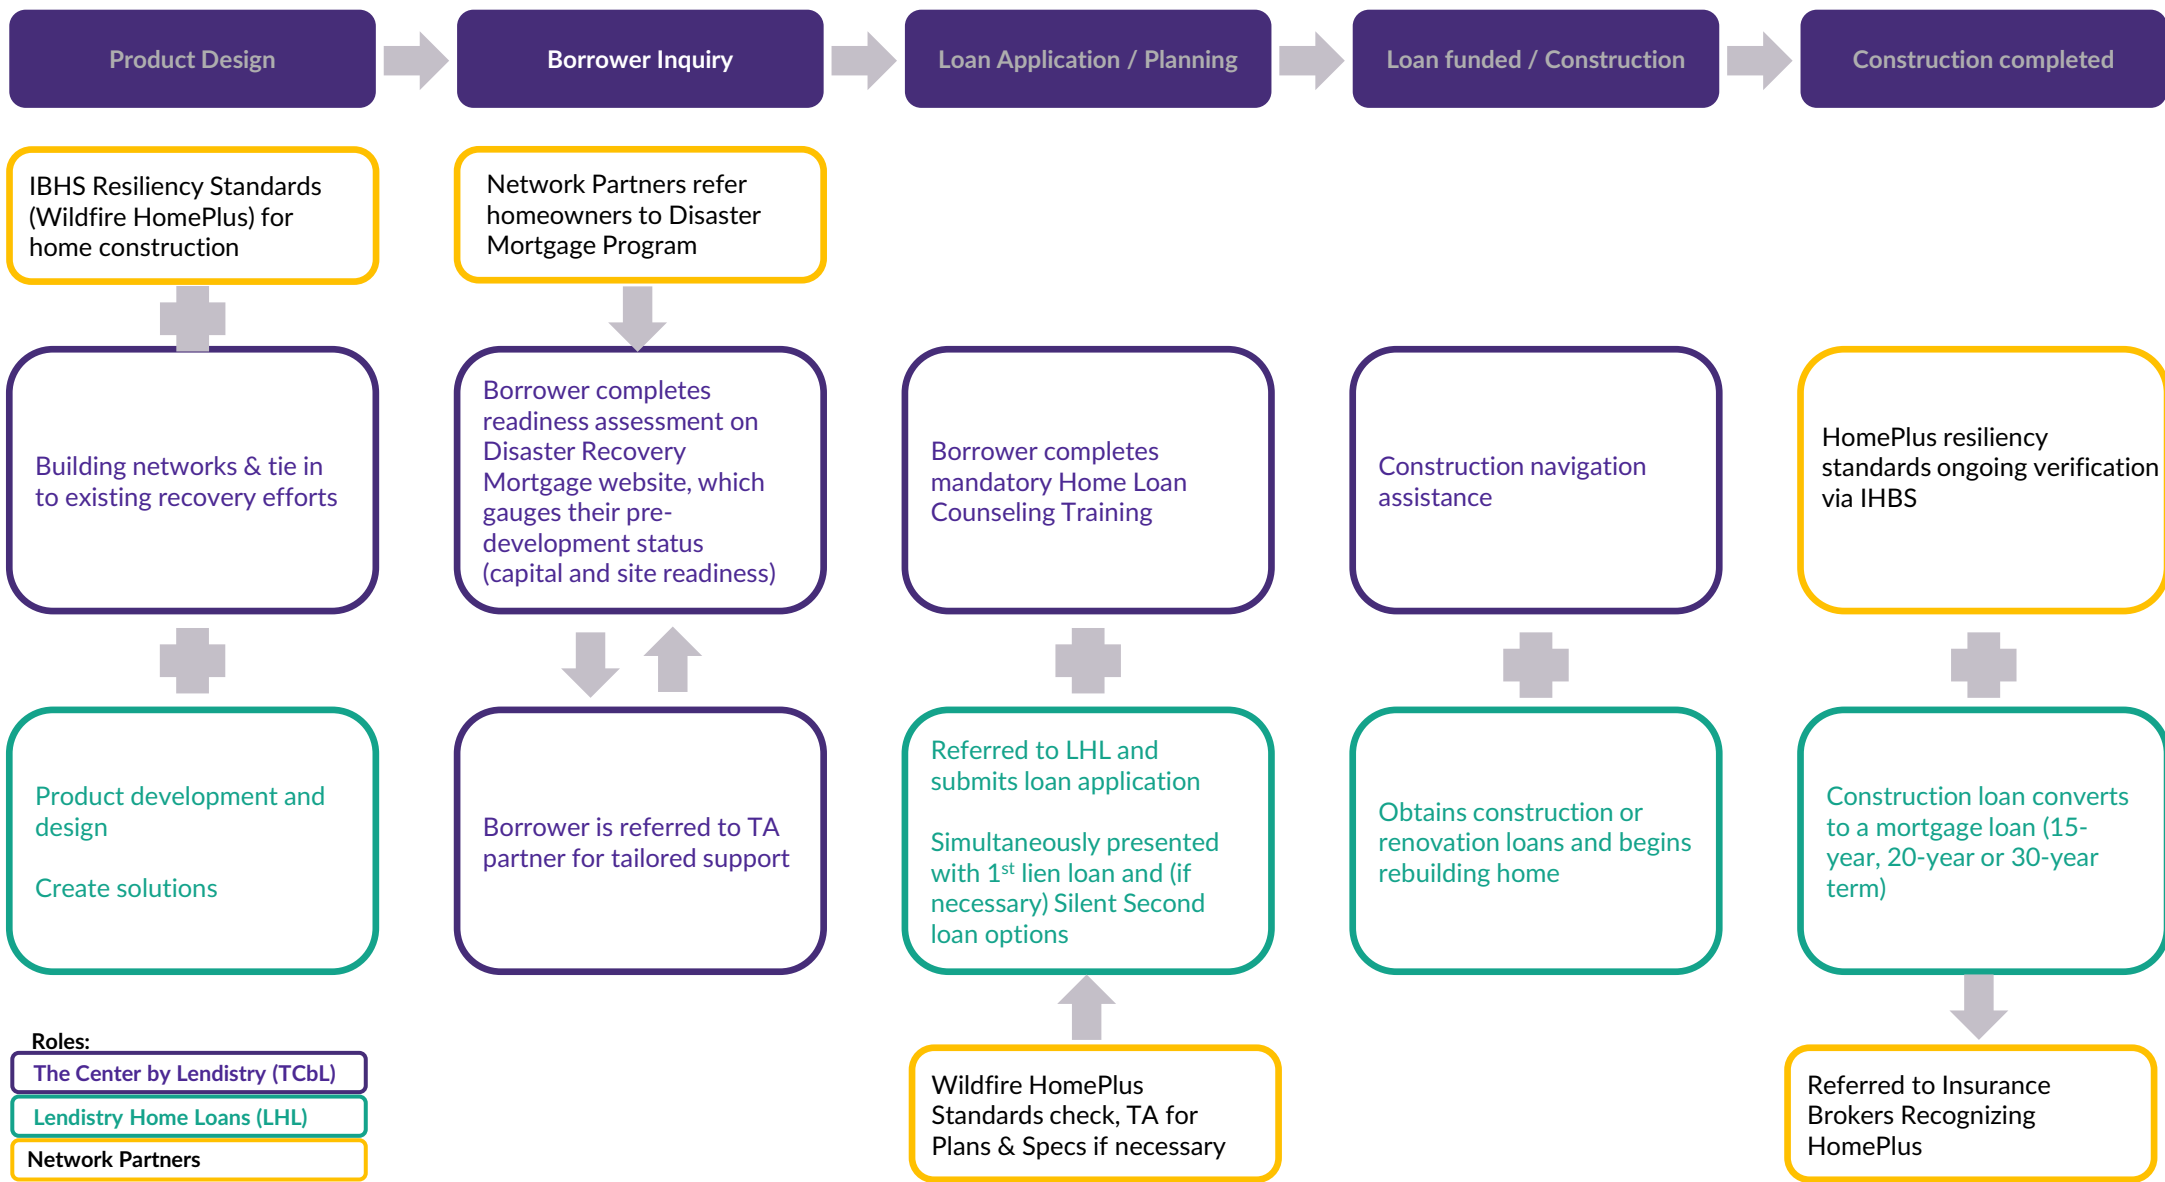 Product Design
Borrower Inquiry
Loan Application / Planning
Loan funded / Construction
Construction completed
IBHS Resiliency Standards
(Wildfire HomePlus) for
home construction
Building networks & tie in
to existing recovery efforts
Product development and
design
Create solutions
Network Partners refer
homeowners to Disaster
Mortgage Program
Borrower completes
readiness assessment on
Disaster Recovery
Mortgage website, which
gauges their pre-
development status
(capital and site readiness)
Borrower is referred to TA
partner for tailored support
Borrower completes
mandatory Home Loan
Counseling Training
Referred to LHL and
submits loan application
Simultaneously presented
with 1st lien loan and (if
necessary) Silent Second
loan options
Wildfire HomePlus
Standards check, TA for
Plans & Specs if necessary
Construction navigation
assistance
Obtains construction or
renovation loans and begins
rebuilding home
HomePlus resiliency
standards ongoing verification
via IHBS
Construction loan converts
to a mortgage loan (15-
year, 20-year or 30-year
term)
Referred to Insurance
Brokers Recognizing
HomePlus
Roles:
The Center by Lendistry (TCbL)
Lendistry Home Loans (LHL)
Network Partners